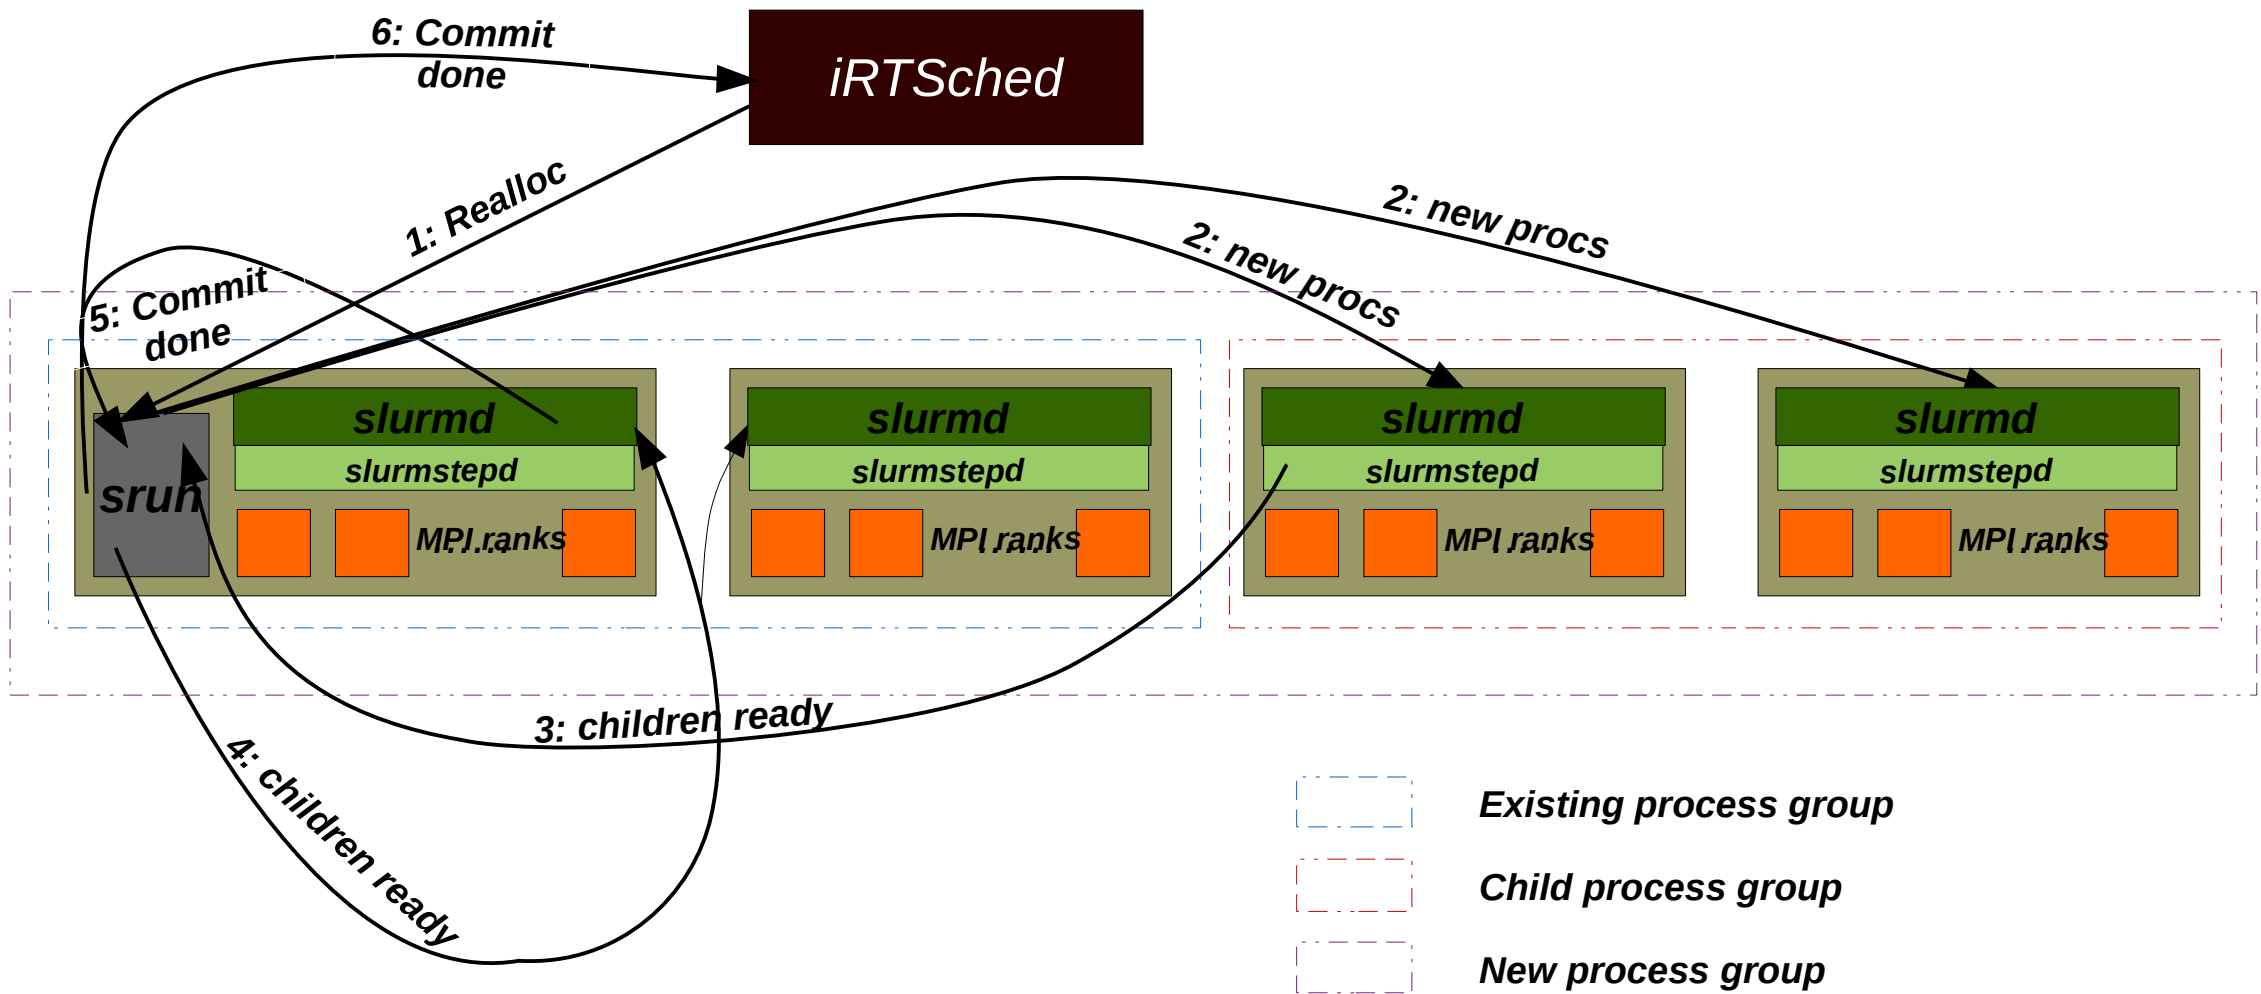 6: Commit
done
iRTSched
1: Realloc
2: new procs
2: new procs
5: Commit
done
slurmd
slurmd
slurmd
slurmd
slurmstepd
slurmstepd
slurmstepd
slurmstepd
srun
MPI ranks
......
MPI ranks
......
MPI ranks
......
MPI ranks
......
3: children ready
4: children ready
Existing process group
Child process group
New process group